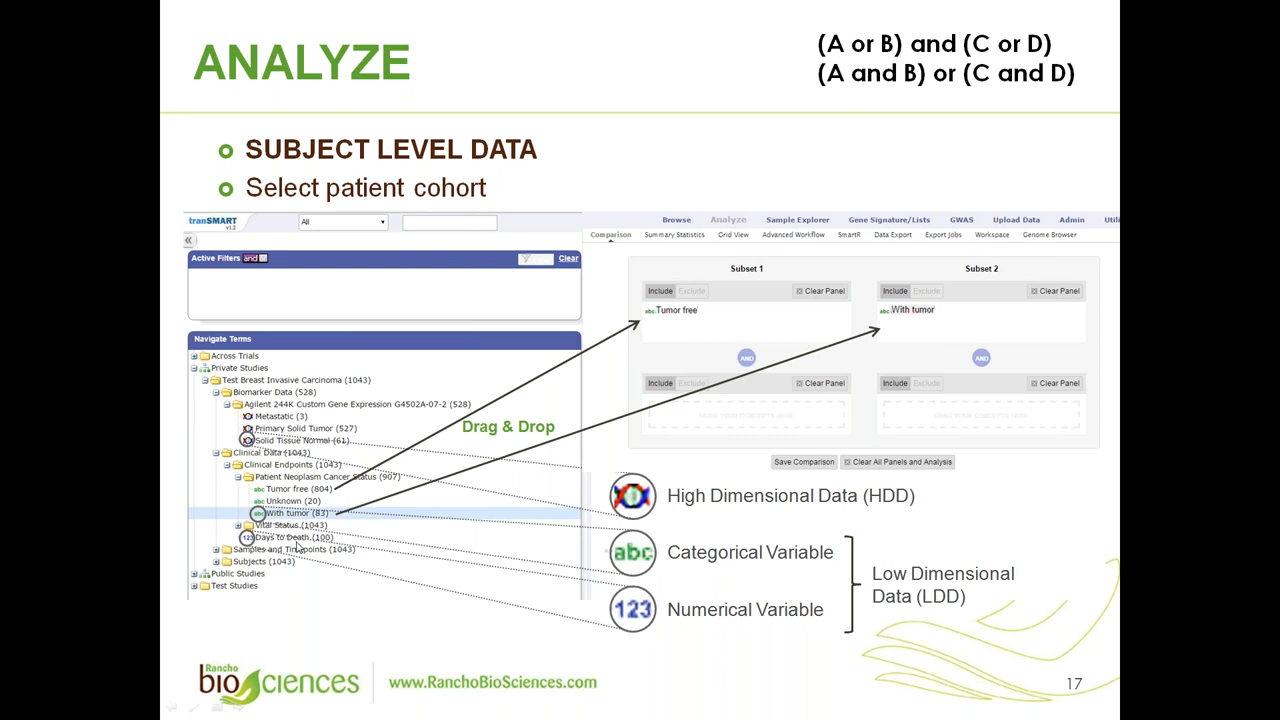 ANALYZE
(A or B) and (C or D)
(A and B) or (C and D)
SUBJECT LEVEL DATA
Select patient cohort
tranSMART
v1.2
All
Browse Analyze Sample Explorer Gene Signature/Lists GWAS Upload Data Admin Utili
Comparison Summary Statistics Grid View Advanced Workflow SmartR Data Export Export Jobs Workspace Genome Browser
Active Filters and Clear
Subset 1 Subset 2
Include Exclude Clear Panel Include Exclude Clear Panel
abc Tumor free abc With tumor
AND AND
Include Exclude Clear Panel Include Exclude Clear Panel
Save Comparison Clear All Panels and Analysis
Navigate Terms
Across Trials
Private Studies
Test Breast Invasive Carcinoma (1043)
Biomarker Data (528)
Agilent 244K Custom Gene Expression G4502A-07-2 (528)
Metastatic (3)
Primary Solid Tumor (527)
Solid Tissue Normal (61)
Clinical Data (1043)
Clinical Endpoints (1043)
Patient Neoplasm Cancer Status (907)
abc Tumor free (804)
abc Unknown (20)
abc With tumor (83)
Vital Status (1043)
123 Days to Death (100)
Samples and Timepoints (1043)
Subjects (1043)
Public Studies
Test Studies
Drag & Drop
High Dimensional Data (HDD)
abc Categorical Variable
123 Numerical Variable
Low Dimensional
Data (LDD)
Rancho
bioSciences
www.RanchoBioSciences.com
17